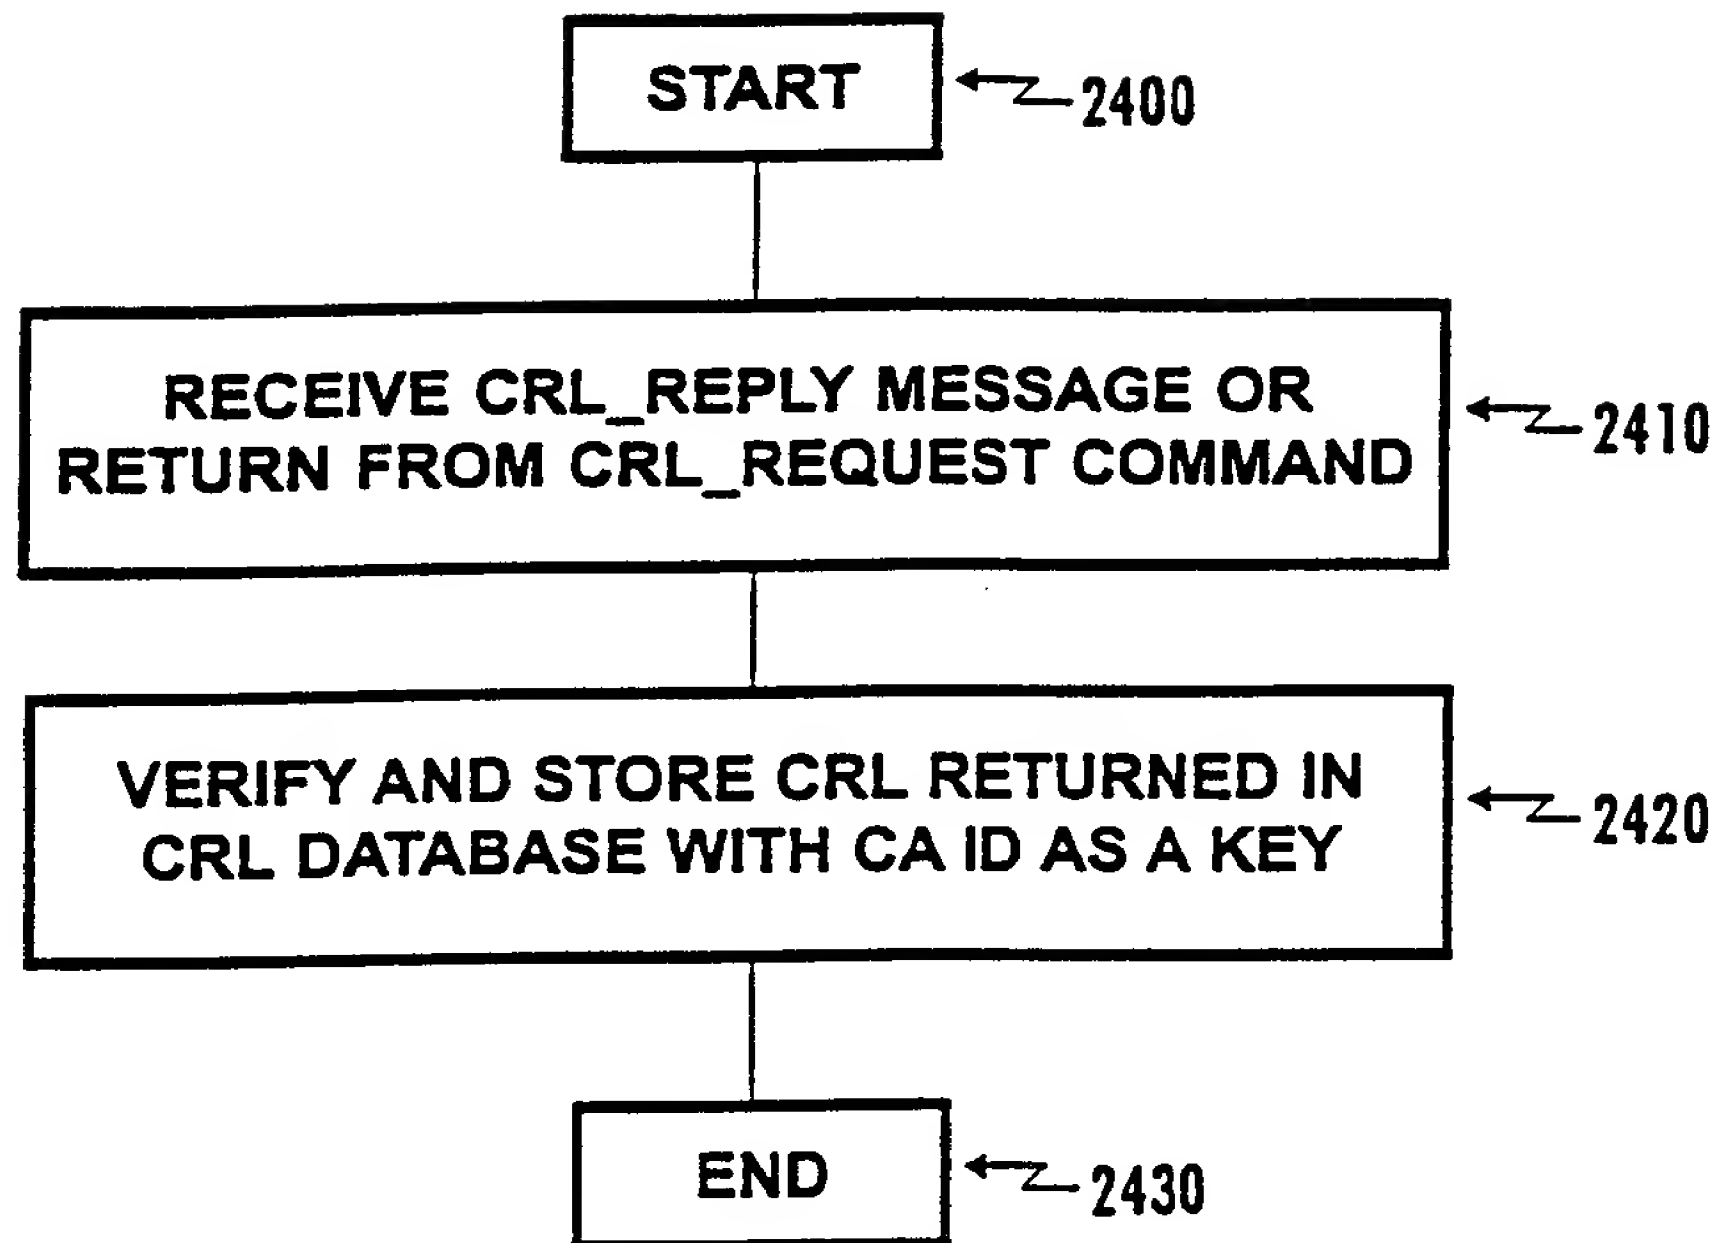 START
2400
RECEIVE CRL_REPLY MESSAGE OR
RETURN FROM CRL_REQUEST COMMAND
2410
VERIFY AND STORE CRL RETURNED IN
CRL DATABASE WITH CA ID AS A KEY
2420
END
2430